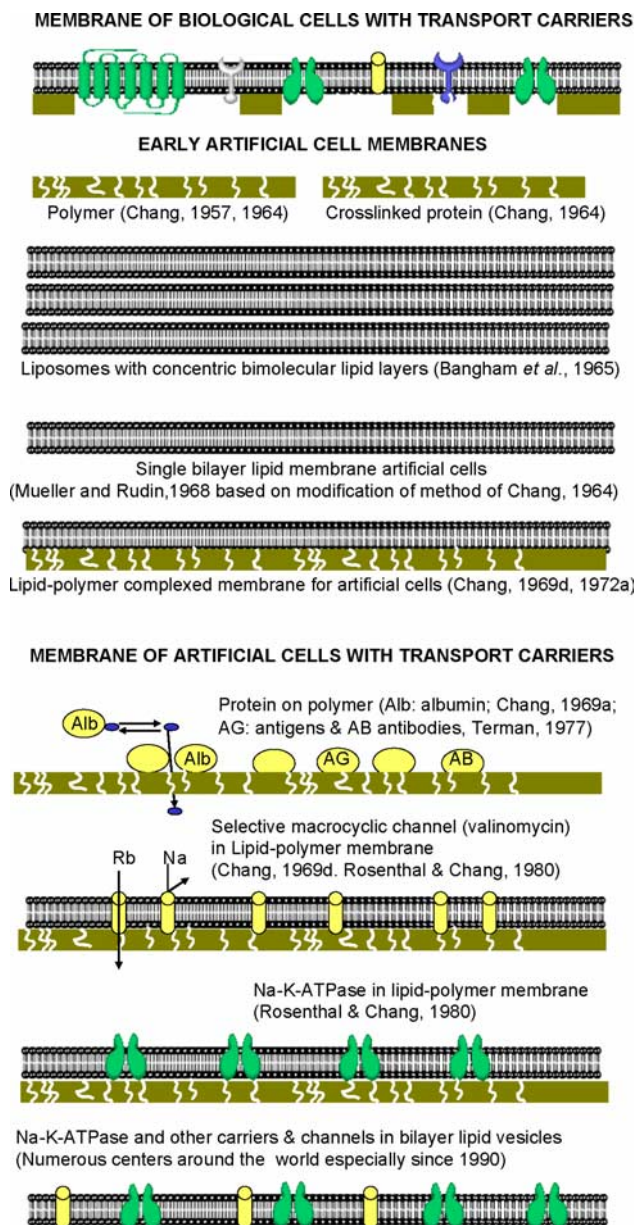 MEMBRANE OF BIOLOGICAL CELLS WITH TRANSPORT CARRIERS
EARLY ARTIFICIAL CELL MEMBRANES
Polymer (Chang, 1957, 1964)
Crosslinked protein (Chang, 1964)
Liposomes with concentric bimolecular lipid layers (Bangham et al., 1965)
Single bilayer lipid membrane artificial cells
(Mueller and Rudin,1968 based on modification of method of Chang, 1964)
Lipid-polymer complexed membrane for artificial cells (Chang, 1969d, 1972a)
MEMBRANE OF ARTIFICIAL CELLS WITH TRANSPORT CARRIERS
Protein on polymer (Alb: albumin; Chang, 1969a;
AG: antigens & AB antibodies, Terman, 1977)
Alb
Alb
AG
AB
Selective macrocyclic channel (valinomycin)
in Lipid-polymer membrane
(Chang, 1969d. Rosenthal & Chang, 1980)
Rb
Na
Na-K-ATPase in lipid-polymer membrane
(Rosenthal & Chang, 1980)
Na-K-ATPase and other carriers & channels in bilayer lipid vesicles
(Numerous centers around the world especially since 1990)